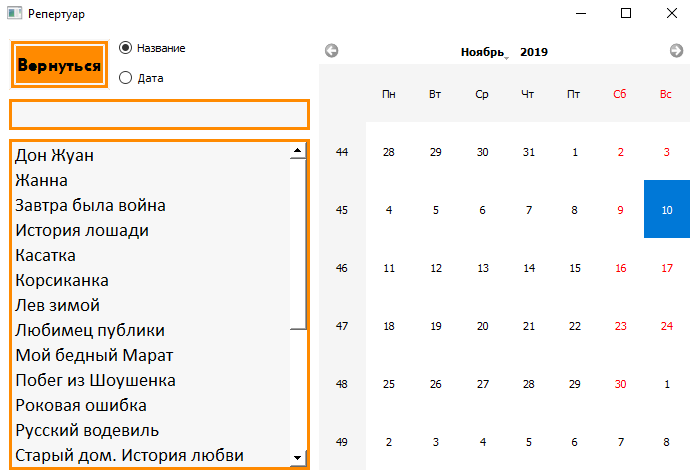 Репертуар
Вернуться
Название
Дата
Дон Жуан
Жанна
Завтра была война
История лошади
Касатка
Корсиканка
Лев зимой
Любимец публики
Мой бедный Марат
Побег из Шоушенка
Роковая ошибка
Русский водевиль
Старый дом. История любви
Ноябрь 2019
Пн Вт Ср Чт Пт Сб Вс
44 28 29 30 31 1 2 3
45 4 5 6 7 8 9 10
46 11 12 13 14 15 16 17
47 18 19 20 21 22 23 24
48 25 26 27 28 29 30 1
49 2 3 4 5 6 7 8